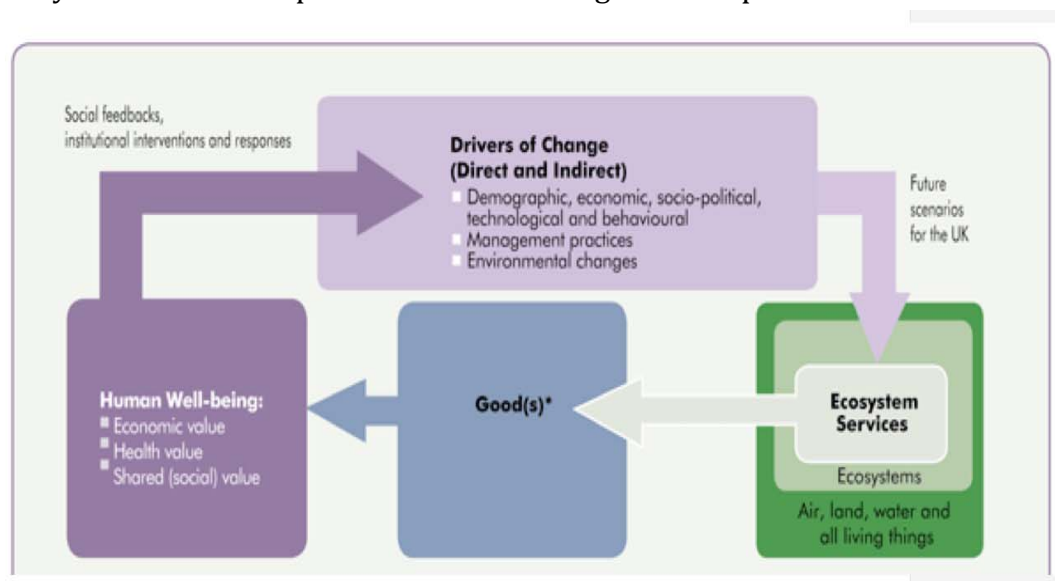 Social feedbacks,
institutional interventions and responses
Drivers of Change
(Direct and Indirect)
Demographic, economic, socio-political,
technological and behavioural
Management practices
Environmental changes
Future
scenarios
for the UK
Human Well-being:
Economic value
Health value
Shared (social) value
Good(s)*
Ecosystem
Services
Ecosystems
Air, land, water and
all living things